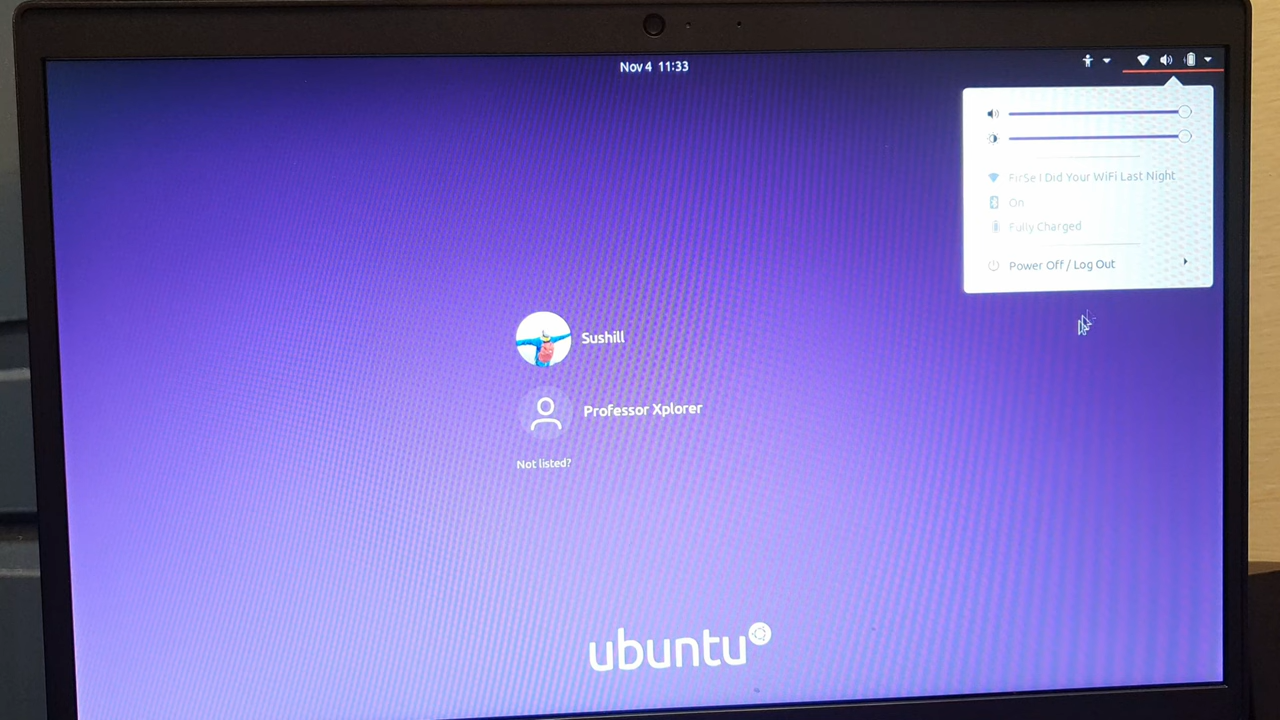 Nov 4 11:33
FirSe I Did Your WiFi Last Night
On
Fully Charged
Power Off / Log Out
Sushill
Professor Xplorer
Not listed?
ubuntu